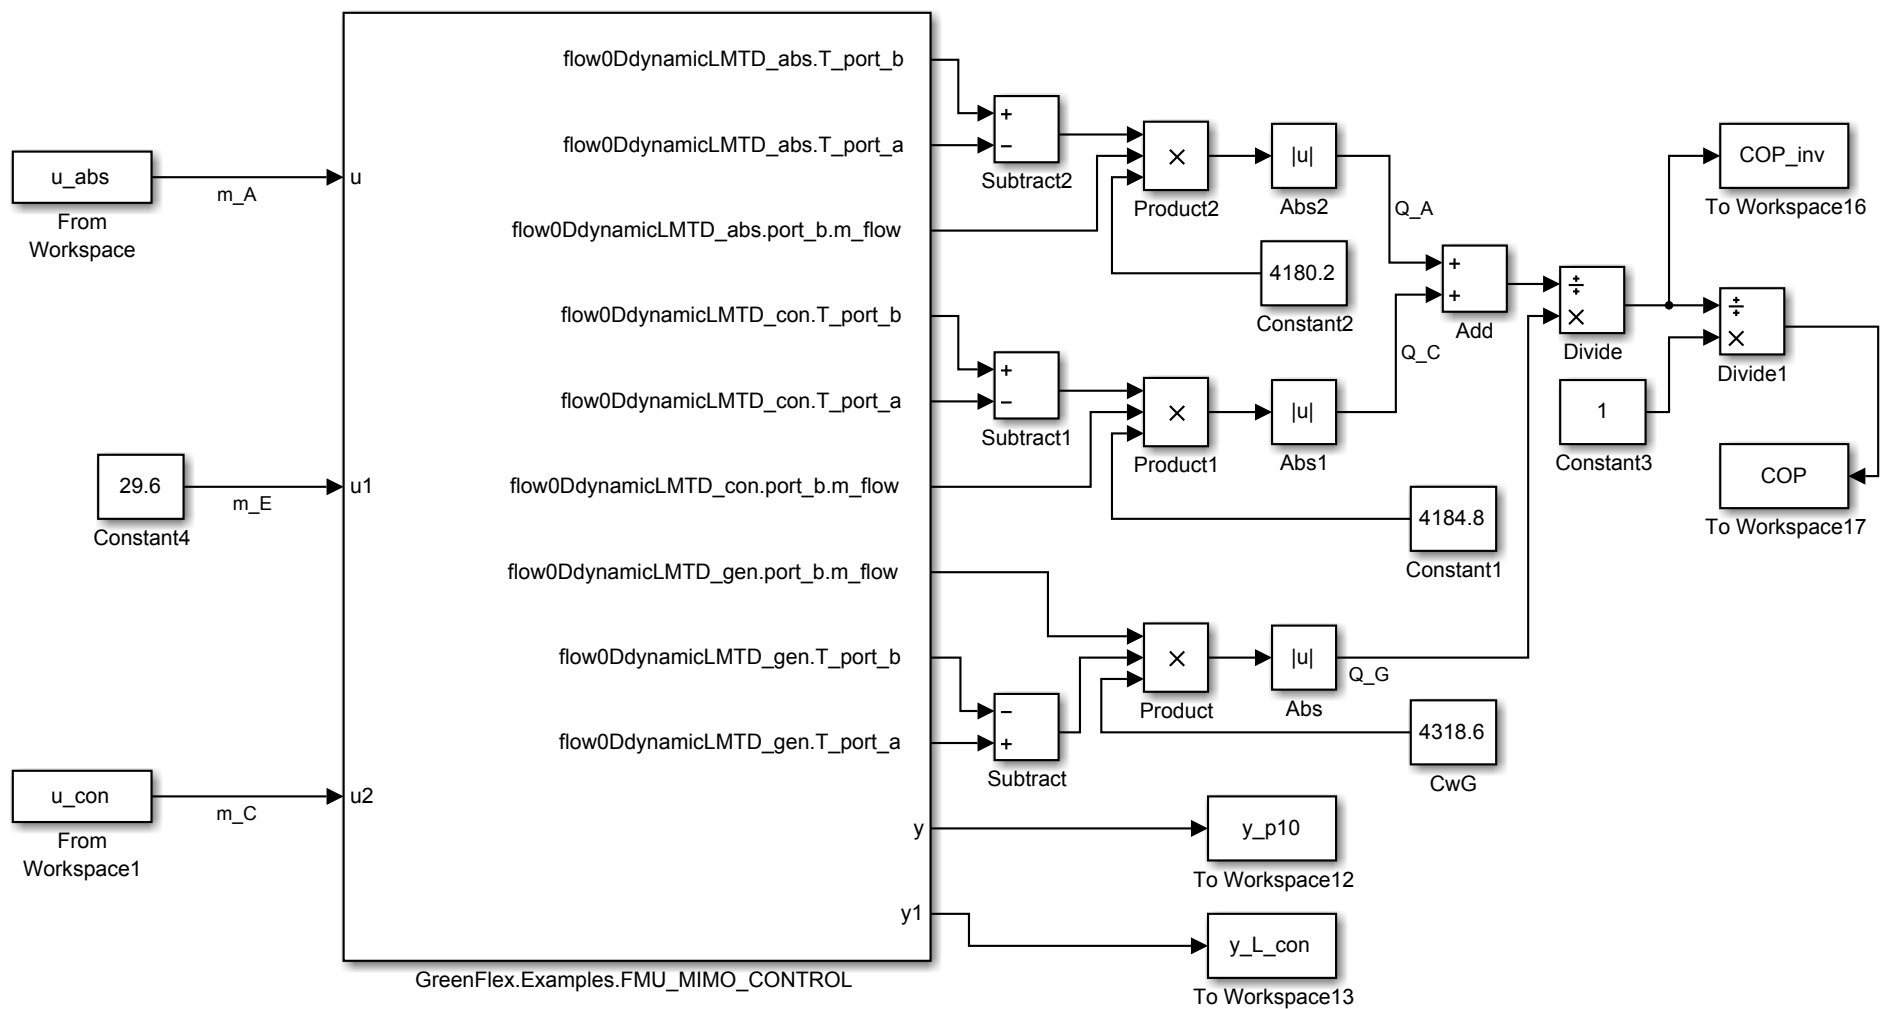 u_abs
From
Workspace
m_A
29.6
Constant4
m_E
u_con
From
Workspace1
m_C
u
u1
u2
flow0DdynamicLMTD_abs.T_port_b
flow0DdynamicLMTD_abs.T_port_a
flow0DdynamicLMTD_abs.port_b.m_flow
flow0DdynamicLMTD_con.T_port_b
flow0DdynamicLMTD_con.T_port_a
flow0DdynamicLMTD_con.port_b.m_flow
flow0DdynamicLMTD_gen.port_b.m_flow
flow0DdynamicLMTD_gen.T_port_b
flow0DdynamicLMTD_gen.T_port_a
y
y1
GreenFlex.Examples.FMU_MIMO_CONTROL
+
−
Subtract2
×
Product2
|u|
Abs2
Q_A
4180.2
Constant2
+
−
Subtract1
×
Product1
|u|
Abs1
Q_C
4184.8
Constant1
−
+
Subtract
×
Product
|u|
Abs
Q_G
4318.6
CwG
+
+
Add
÷
×
Divide
÷
×
Divide1
1
Constant3
COP_inv
To Workspace16
COP
To Workspace17
y_p10
To Workspace12
y_L_con
To Workspace13